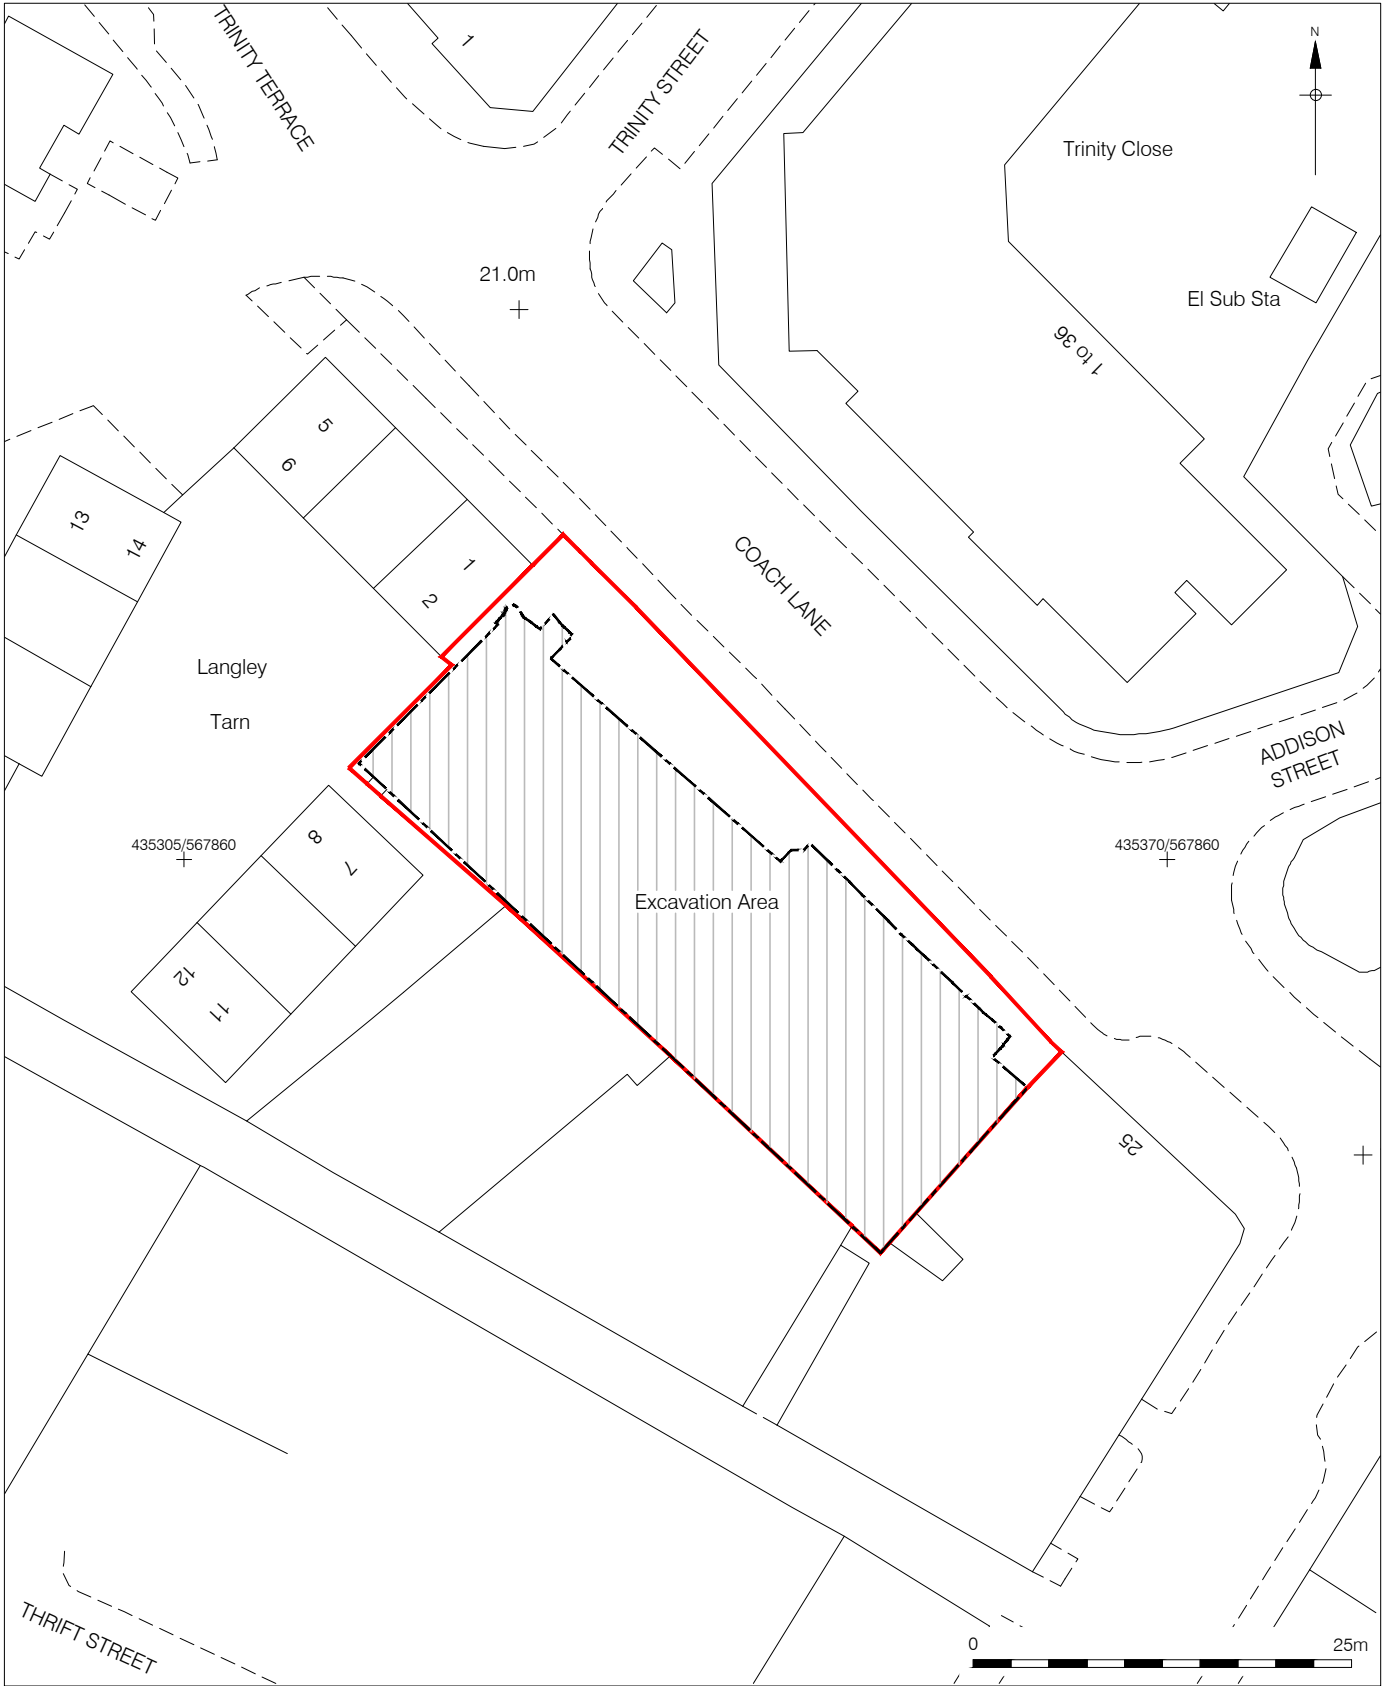 TRINITY TERRACE
1
TRINITY STREET
N
Trinity Close
21.0m
El Sub Sta
1 to 36
5
6
13
14
1
2
COACH LANE
Langley
Tarn
ADDISON
STREET
8
7
435305/567860
435370/567860
Excavation Area
12
11
25
THRIFT STREET
0
25m